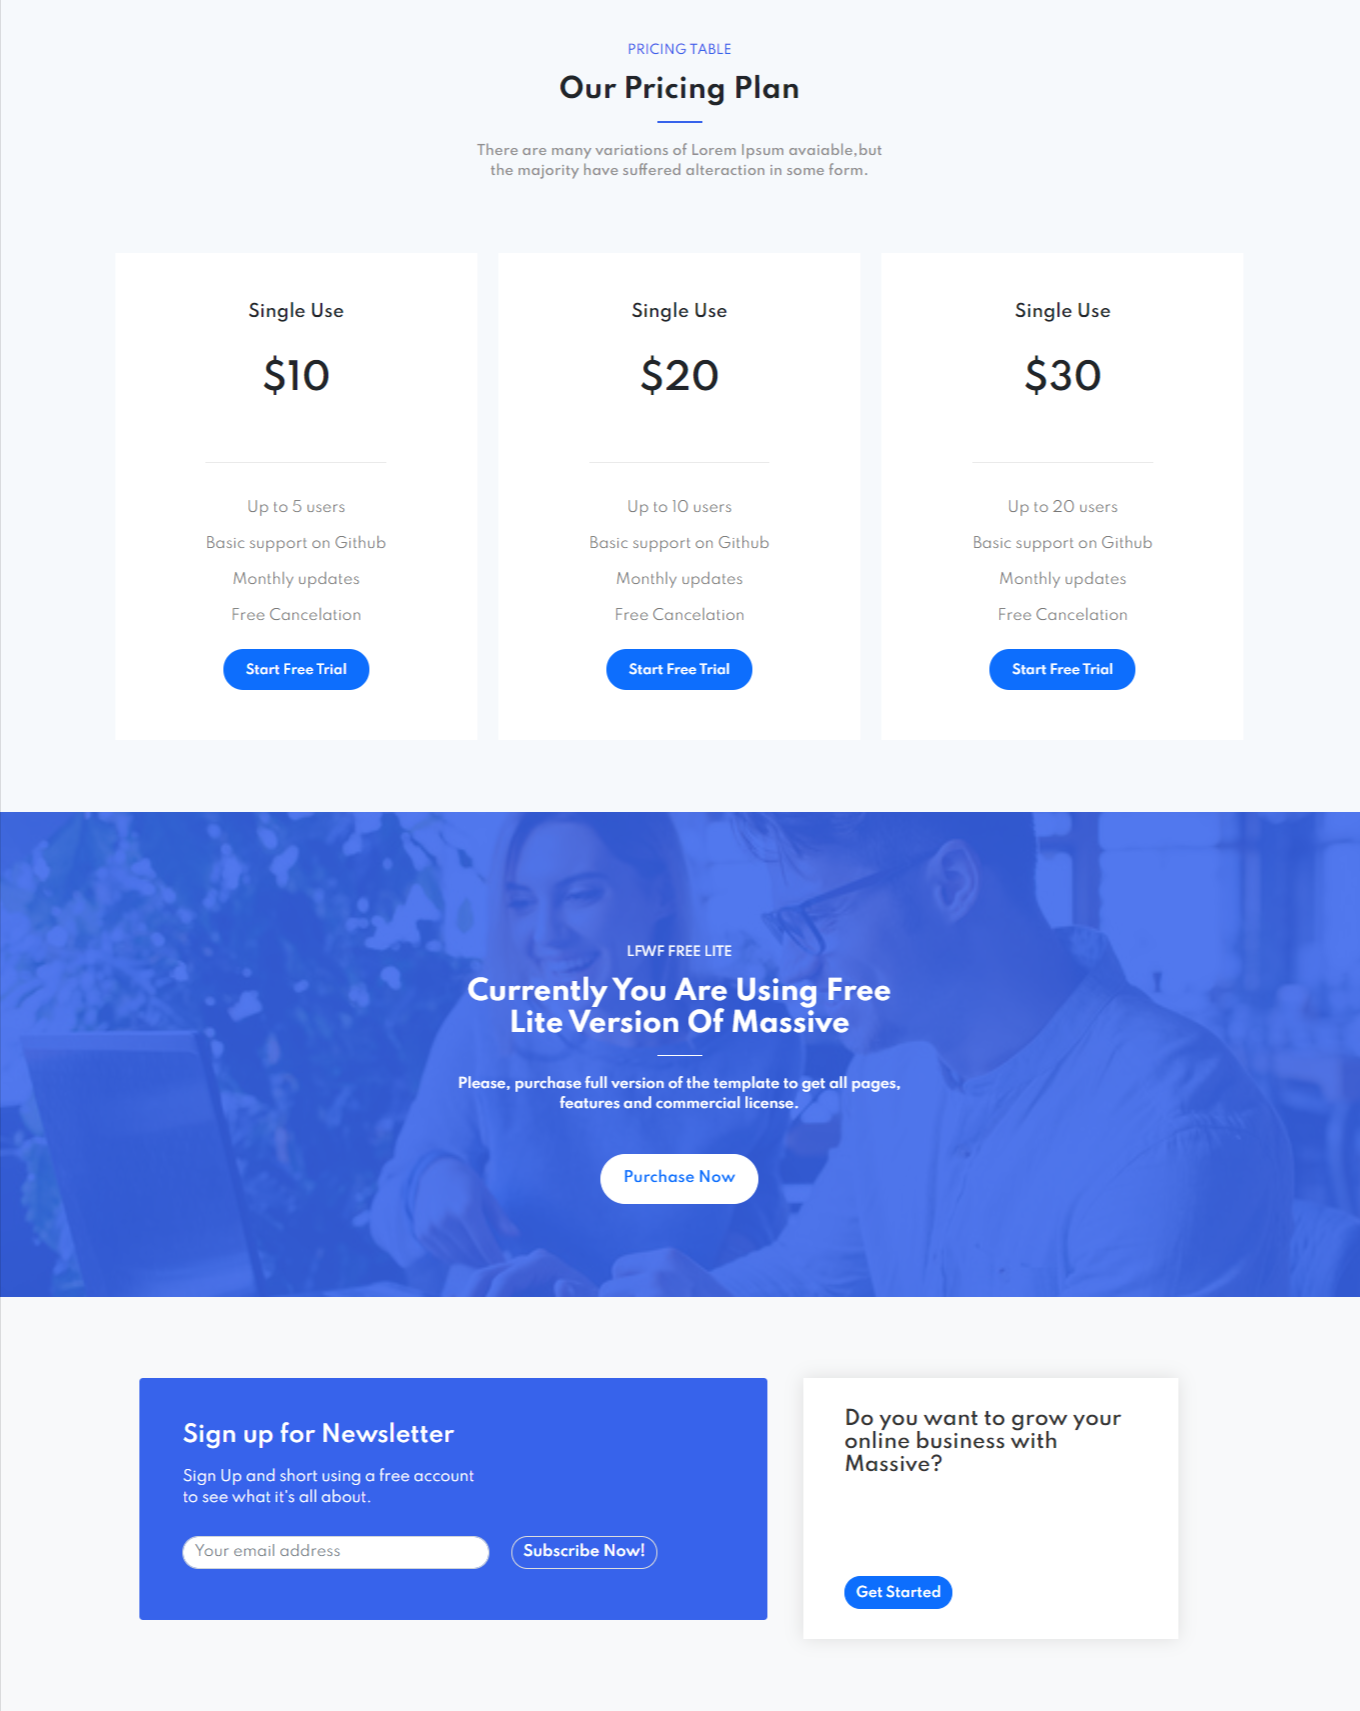 PRICING TABLE
Our Pricing Plan
There are many variations of Lorem Ipsum avaiable,but
the majority have suffered alteraction in some form.
Single Use
$10
Up to 5 users
Basic support on Github
Monthly updates
Free Cancelation
Start Free Trial
Single Use
$20
Up to 10 users
Basic support on Github
Monthly updates
Free Cancelation
Start Free Trial
Single Use
$30
Up to 20 users
Basic support on Github
Monthly updates
Free Cancelation
Start Free Trial
LFWF FREE LITE
Currently You Are Using Free
Lite Version Of Massive
Please, purchase full version of the template to get all pages,
features and commercial license.
Purchase Now
Sign up for Newsletter
Sign Up and short using a free account
to see what it's all about.
Your email address
Subscribe Now!
Do you want to grow your
online business with
Massive?
Get Started